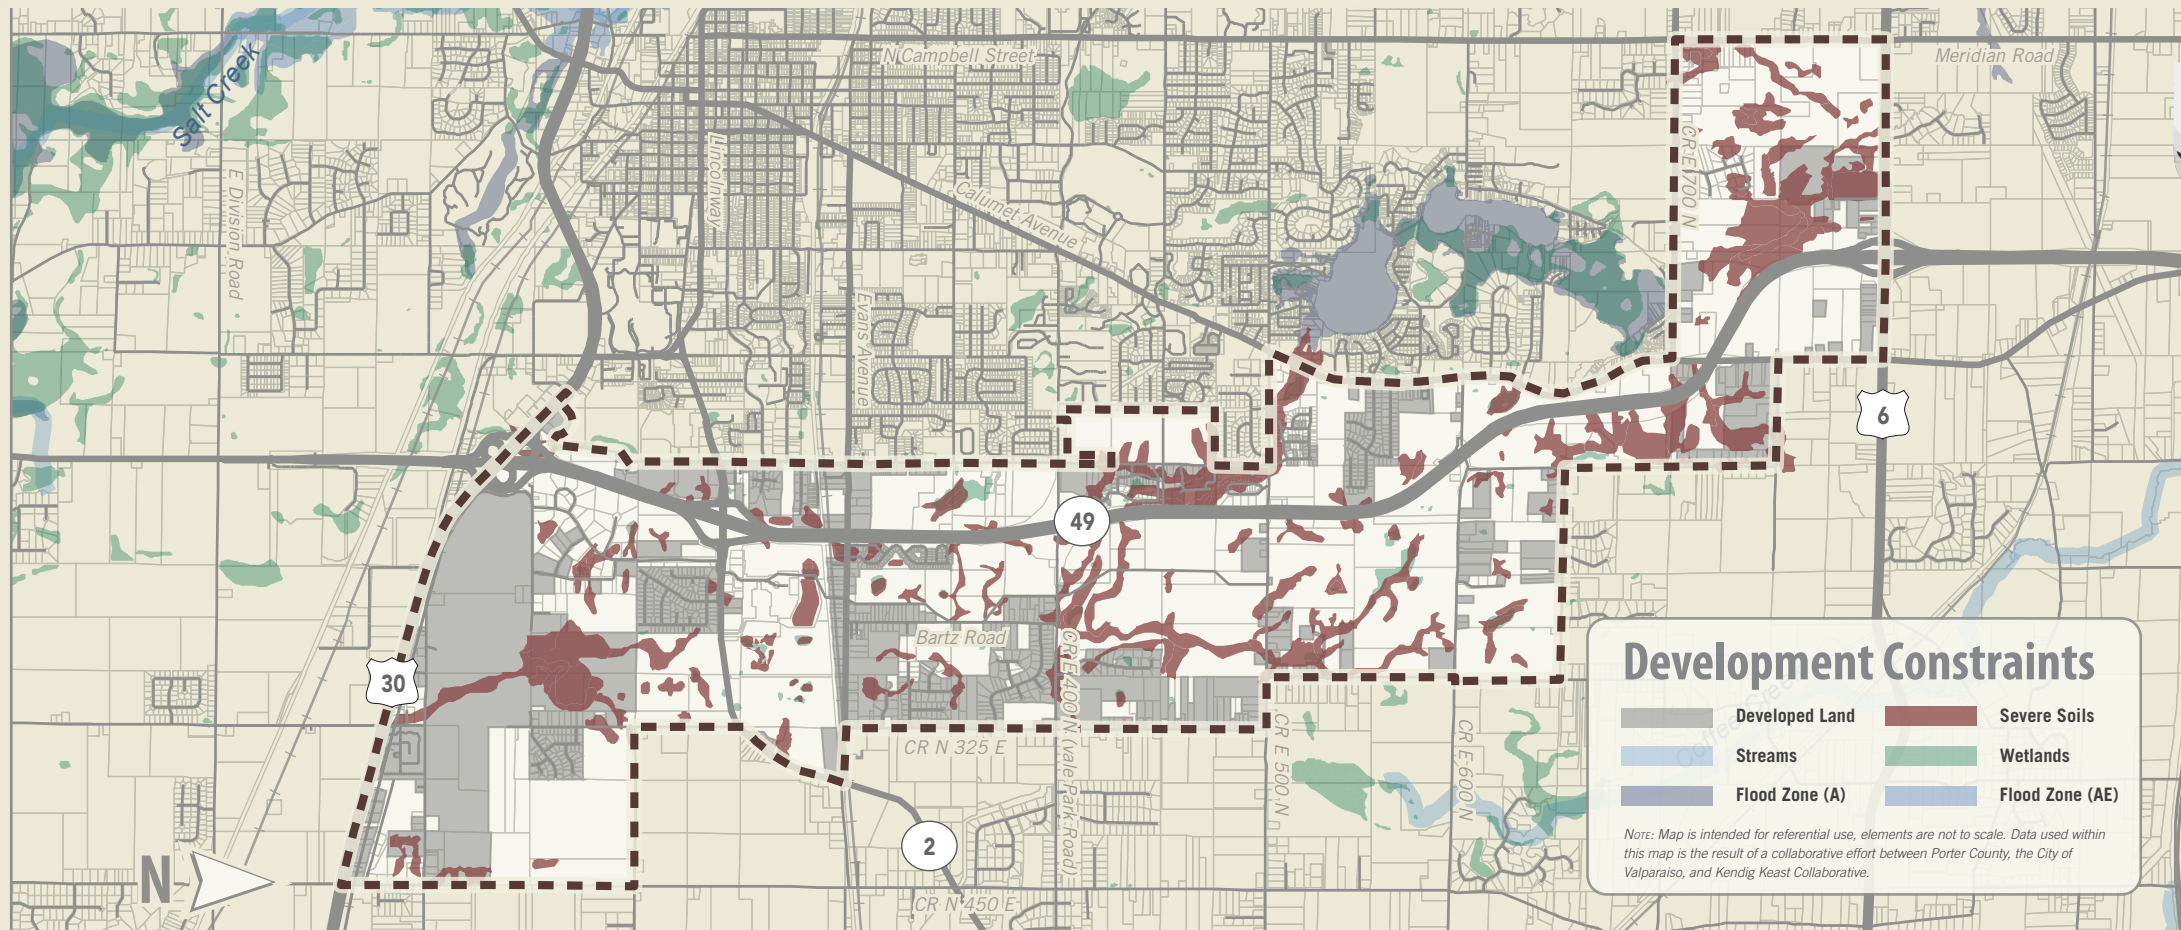 Salt Creek
N Campbell Street
Meridian Road
E Division Road
Lincolnway
Calumet Avenue
CR E 700 N
Evans Avenue
6
49
30
Bartz Road
CR E 400 N (Vale Park Road)
CR N 325 E
CR E 500 N
CR E 600 N
2
CR N 450 E
N
Development Constraints
Developed Land
Severe Soils
Streams
Wetlands
Flood Zone (A)
Flood Zone (AE)
Coffee Creek
NOTE: Map is intended for referential use, elements are not to scale. Data used within
this map is the result of a collaborative effort between Porter County, the City of
Valparaiso, and Kendig Keast Collaborative.